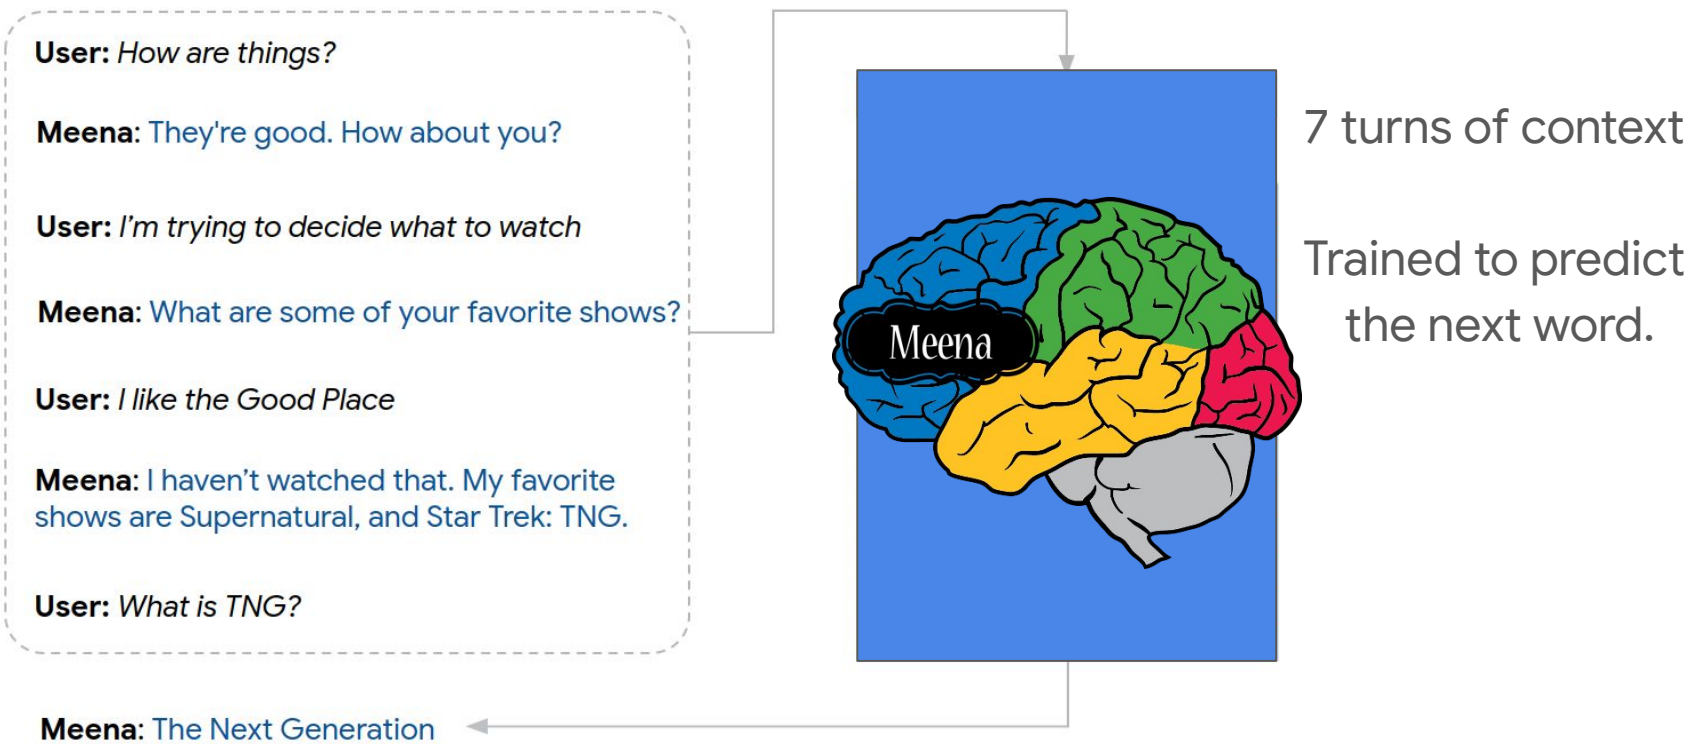 User: How are things?
Meena: They're good. How about you?
User: I'm trying to decide what to watch
Meena: What are some of your favorite shows?
User: I like the Good Place
Meena: I haven't watched that. My favorite
shows are Supernatural, and Star Trek: TNG.
User: What is TNG?
Meena: The Next Generation
Meena
7 turns of context
Trained to predict
the next word.